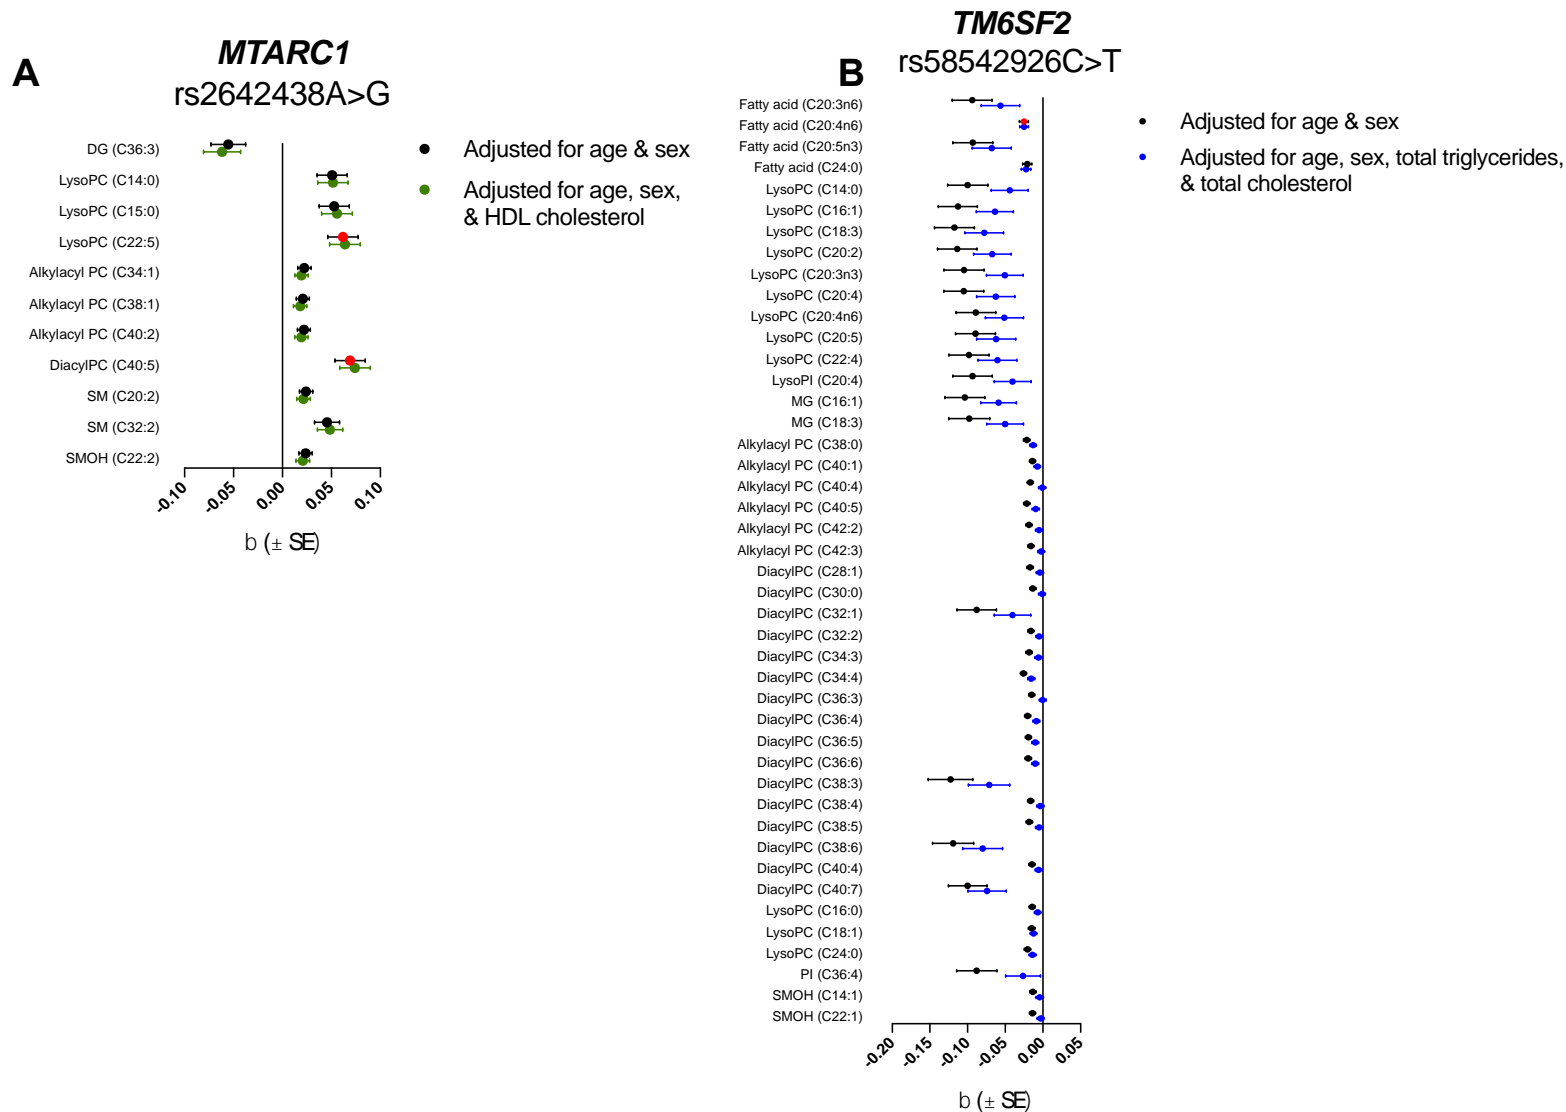 A
MTARC1
rs2642438A>G
DG (C36:3)
LysoPC (C14:0)
LysoPC (C15:0)
LysoPC (C22:5)
Alkylacyl PC (C34:1)
Alkylacyl PC (C38:1)
Alkylacyl PC (C40:2)
DiacylPC (C40:5)
SM (C20:2)
SM (C32:2)
SMOH (C22:2)
-0.10
-0.05
0.00
0.05
0.10
b (± SE)
Adjusted for age & sex
Adjusted for age, sex,
& HDL cholesterol
B
TM6SF2
rs58542926C>T
Fatty acid (C20:3n6)
Fatty acid (C20:4n6)
Fatty acid (C20:5n3)
Fatty acid (C24:0)
LysoPC (C14:0)
LysoPC (C16:1)
LysoPC (C18:3)
LysoPC (C20:2)
LysoPC (C20:3n3)
LysoPC (C20:4)
LysoPC (C20:4n6)
LysoPC (C20:5)
LysoPC (C22:4)
LysoPI (C20:4)
MG (C16:1)
MG (C18:3)
Alkylacyl PC (C38:0)
Alkylacyl PC (C40:1)
Alkylacyl PC (C40:4)
Alkylacyl PC (C40:5)
Alkylacyl PC (C42:2)
Alkylacyl PC (C42:3)
DiacylPC (C28:1)
DiacylPC (C30:0)
DiacylPC (C32:1)
DiacylPC (C32:2)
DiacylPC (C34:3)
DiacylPC (C34:4)
DiacylPC (C36:3)
DiacylPC (C36:4)
DiacylPC (C36:5)
DiacylPC (C36:6)
DiacylPC (C38:3)
DiacylPC (C38:4)
DiacylPC (C38:5)
DiacylPC (C38:6)
DiacylPC (C40:4)
DiacylPC (C40:7)
LysoPC (C16:0)
LysoPC (C18:1)
LysoPC (C24:0)
PI (C36:4)
SMOH (C14:1)
SMOH (C22:1)
-0.20
-0.15
-0.10
-0.05
0.00
0.05
b (± SE)
Adjusted for age & sex
Adjusted for age, sex, total triglycerides,
& total cholesterol